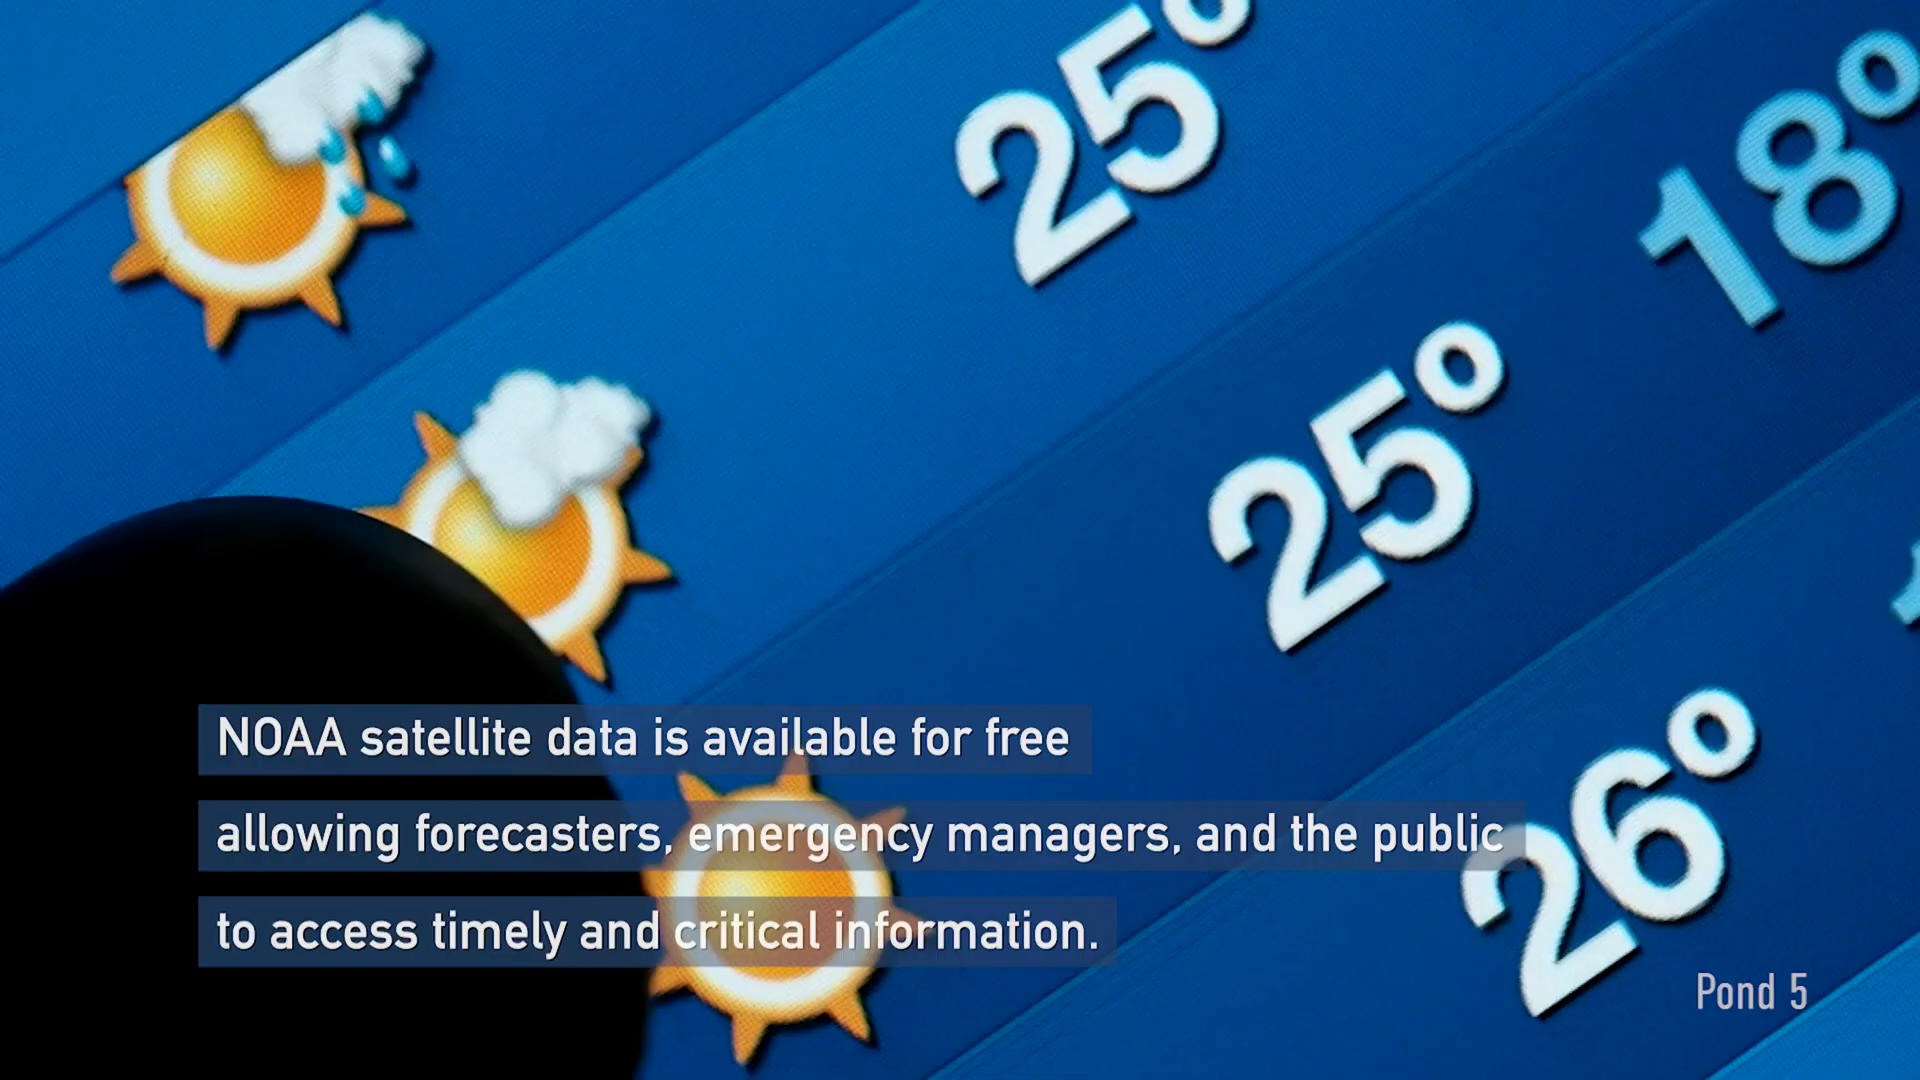 25°
18°
25°
26°
NOAA satellite data is available for free
allowing forecasters, emergency managers, and the public
to access timely and critical information.
Pond 5